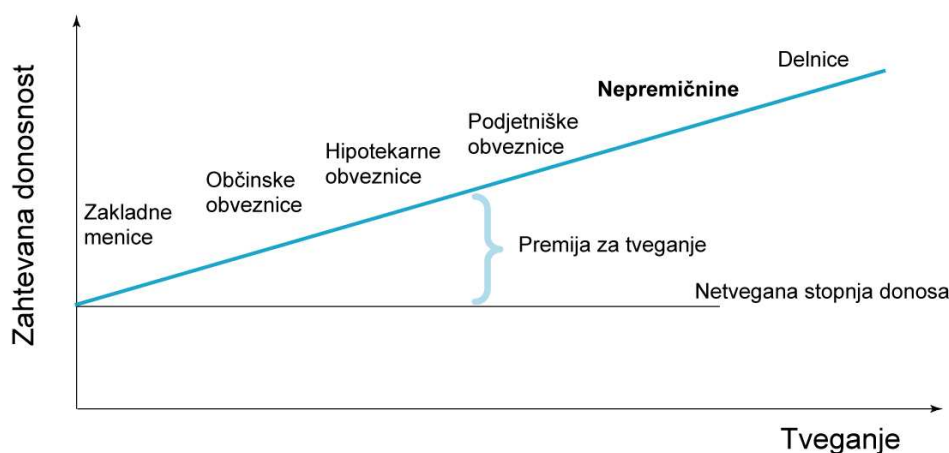 Zahtevana donosnost
Delnice
Nepremičnine
Podjetniške
obveznice
Hipotekarne
obveznice
Občinske
obveznice
Zakladne
menice
Premija za tveganje
Netvegana stopnja donosa
Tveganje